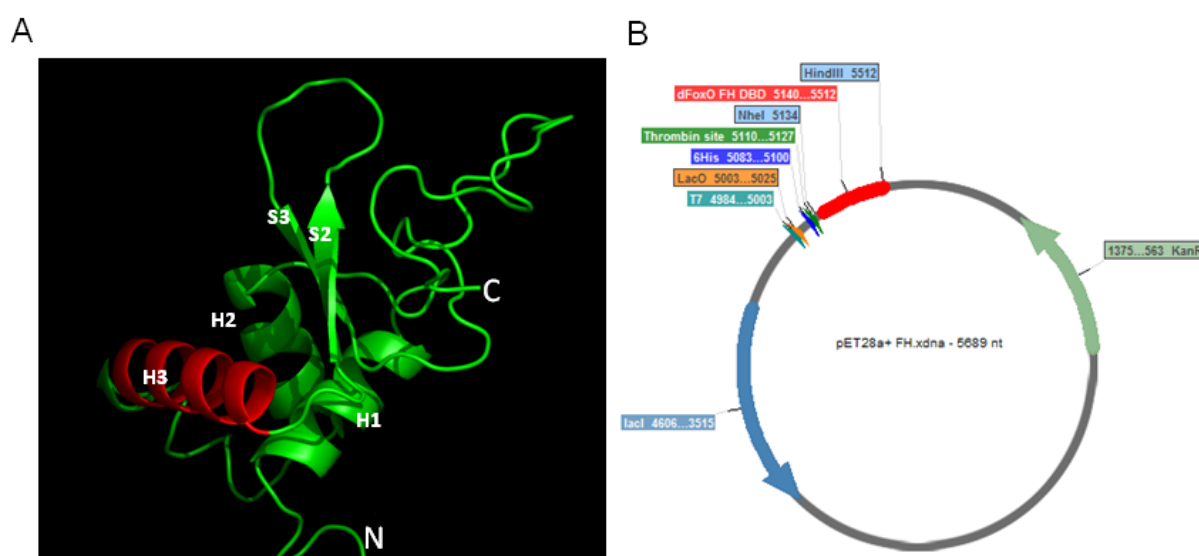 A
S3
S2
H2
C
H3
H1
N
B
HindIII 5512
dFoxO FH DBD 5140...5512
NheI 5134
Thrombin site 5110...5127
6His 5083...5100
LacO 5003...5025
T7 4984...5003
1375...563 KanR
pET28a+ FH.xdna - 5689 nt
lacI 4606...3515